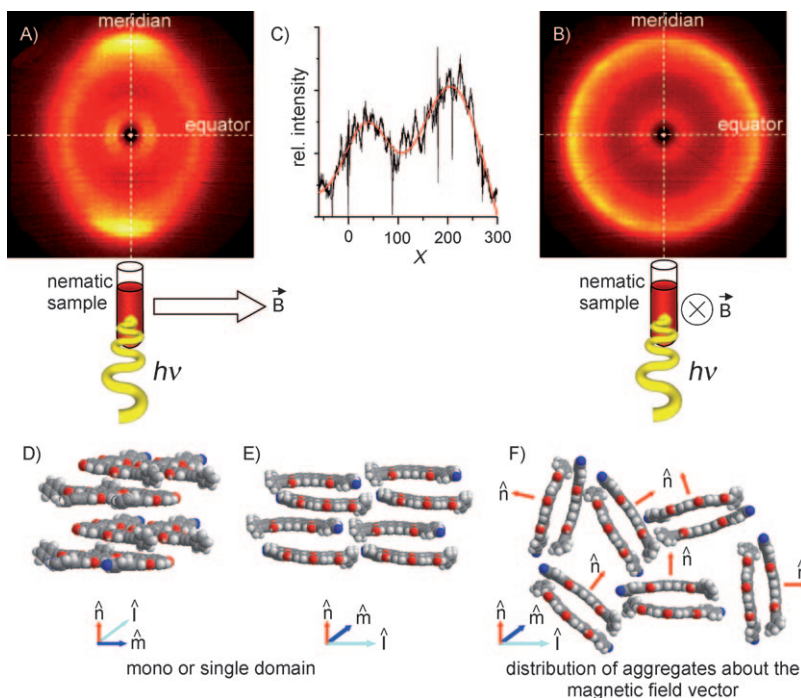 A)
meridian
equator
C)
rel. intensity
0
100
200
300
X
B)
meridian
equator
nematic
sample
B
hν
nematic
sample
B
hν
D)
n̂
l̂
m̂
E)
n̂
m̂
l̂
mono or single domain
F)
n̂
n̂
n̂
n̂
n̂
n̂
n̂
m̂
l̂
distribution of aggregates about the
magnetic field vector